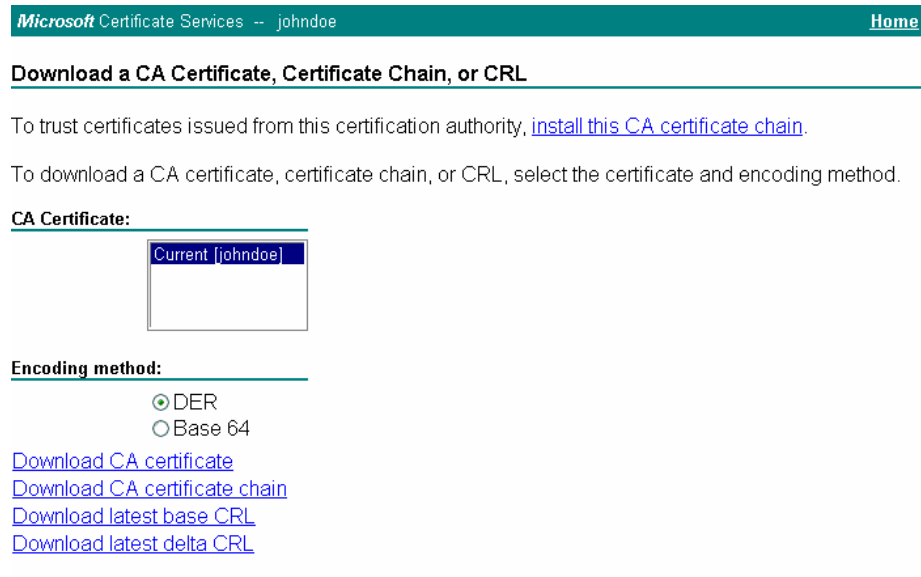 Microsoft Certificate Services -- johndoe Home
Download a CA Certificate, Certificate Chain, or CRL
To trust certificates issued from this certification authority, install this CA certificate chain.
To download a CA certificate, certificate chain, or CRL, select the certificate and encoding method.
CA Certificate:
Current [johndoe]
Encoding method:
DER
Base 64
Download CA certificate
Download CA certificate chain
Download latest base CRL
Download latest delta CRL